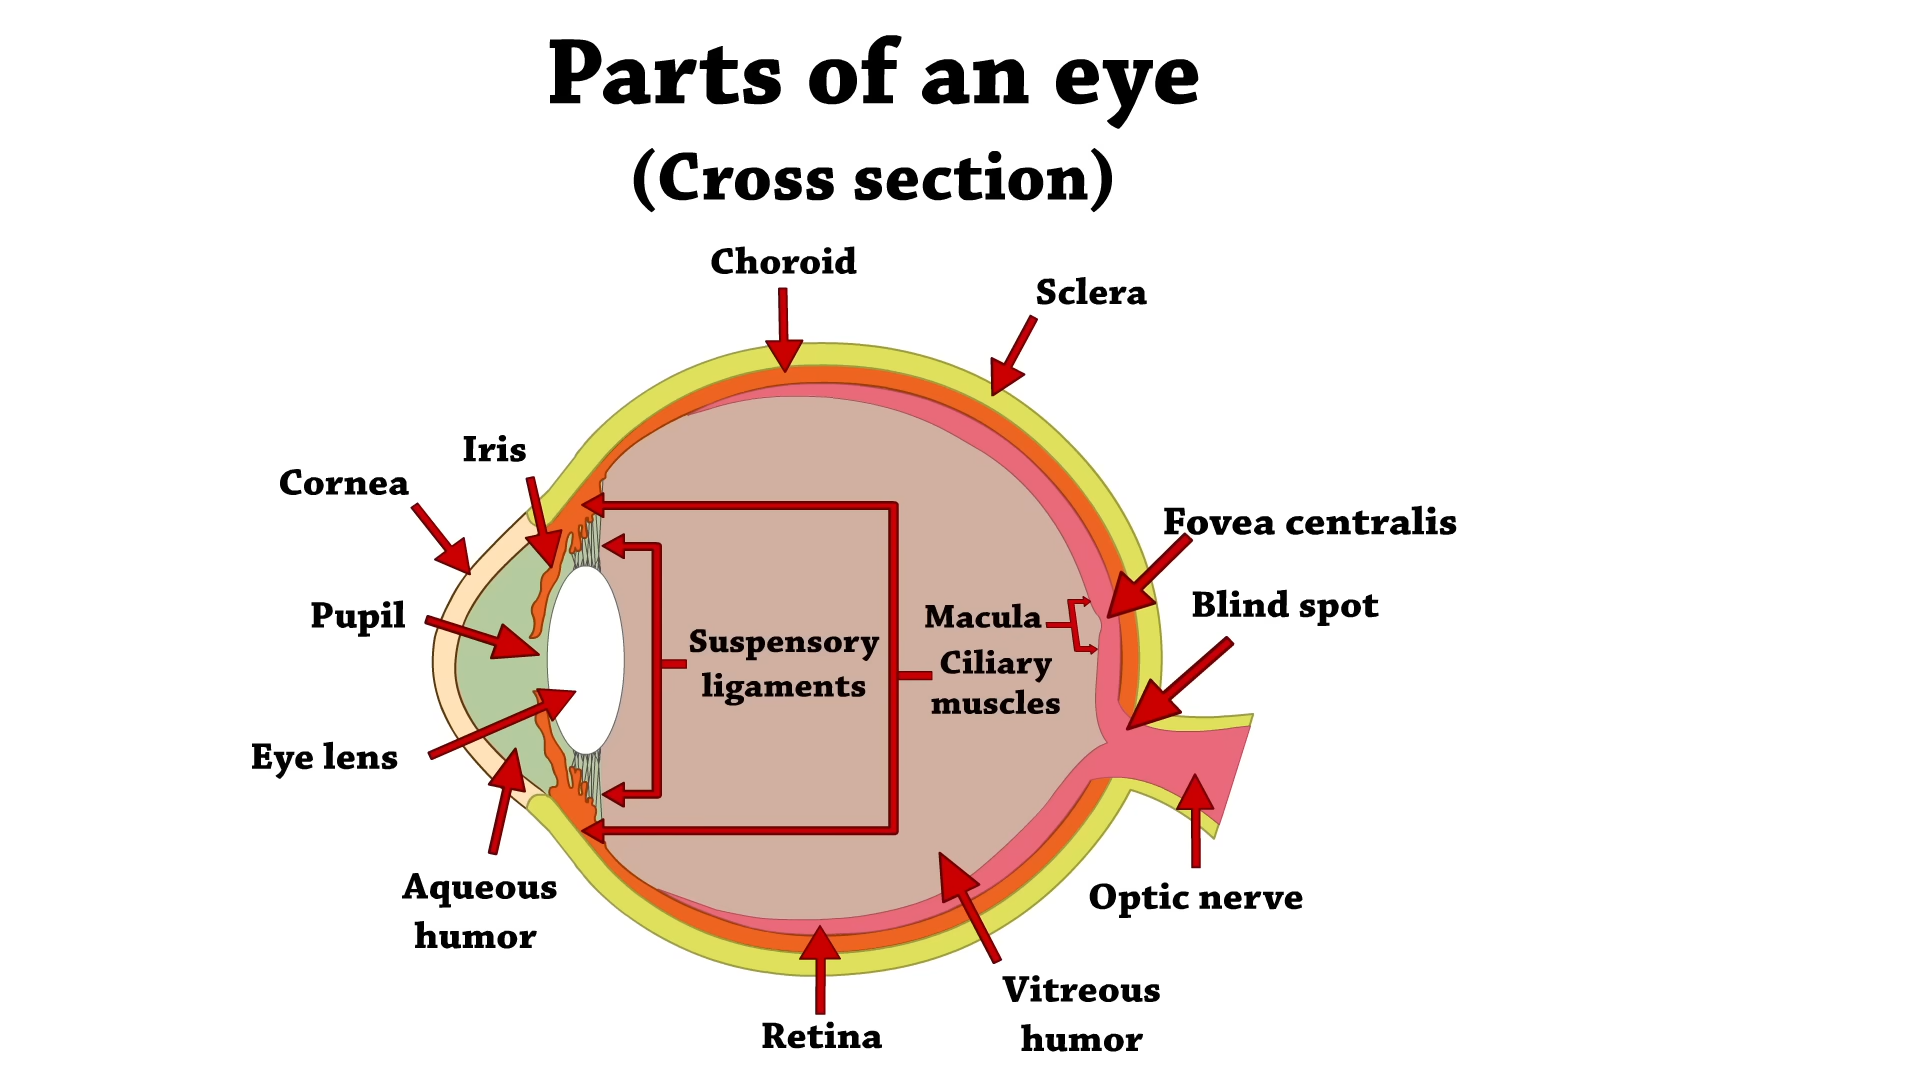 Parts of an eye
(Cross section)
Choroid
Sclera
Iris
Cornea
Fovea centralis
Blind spot
Pupil
Macula
Suspensory
ligaments
Ciliary
muscles
Eye lens
Aqueous
humor
Optic nerve
Vitreous
humor
Retina